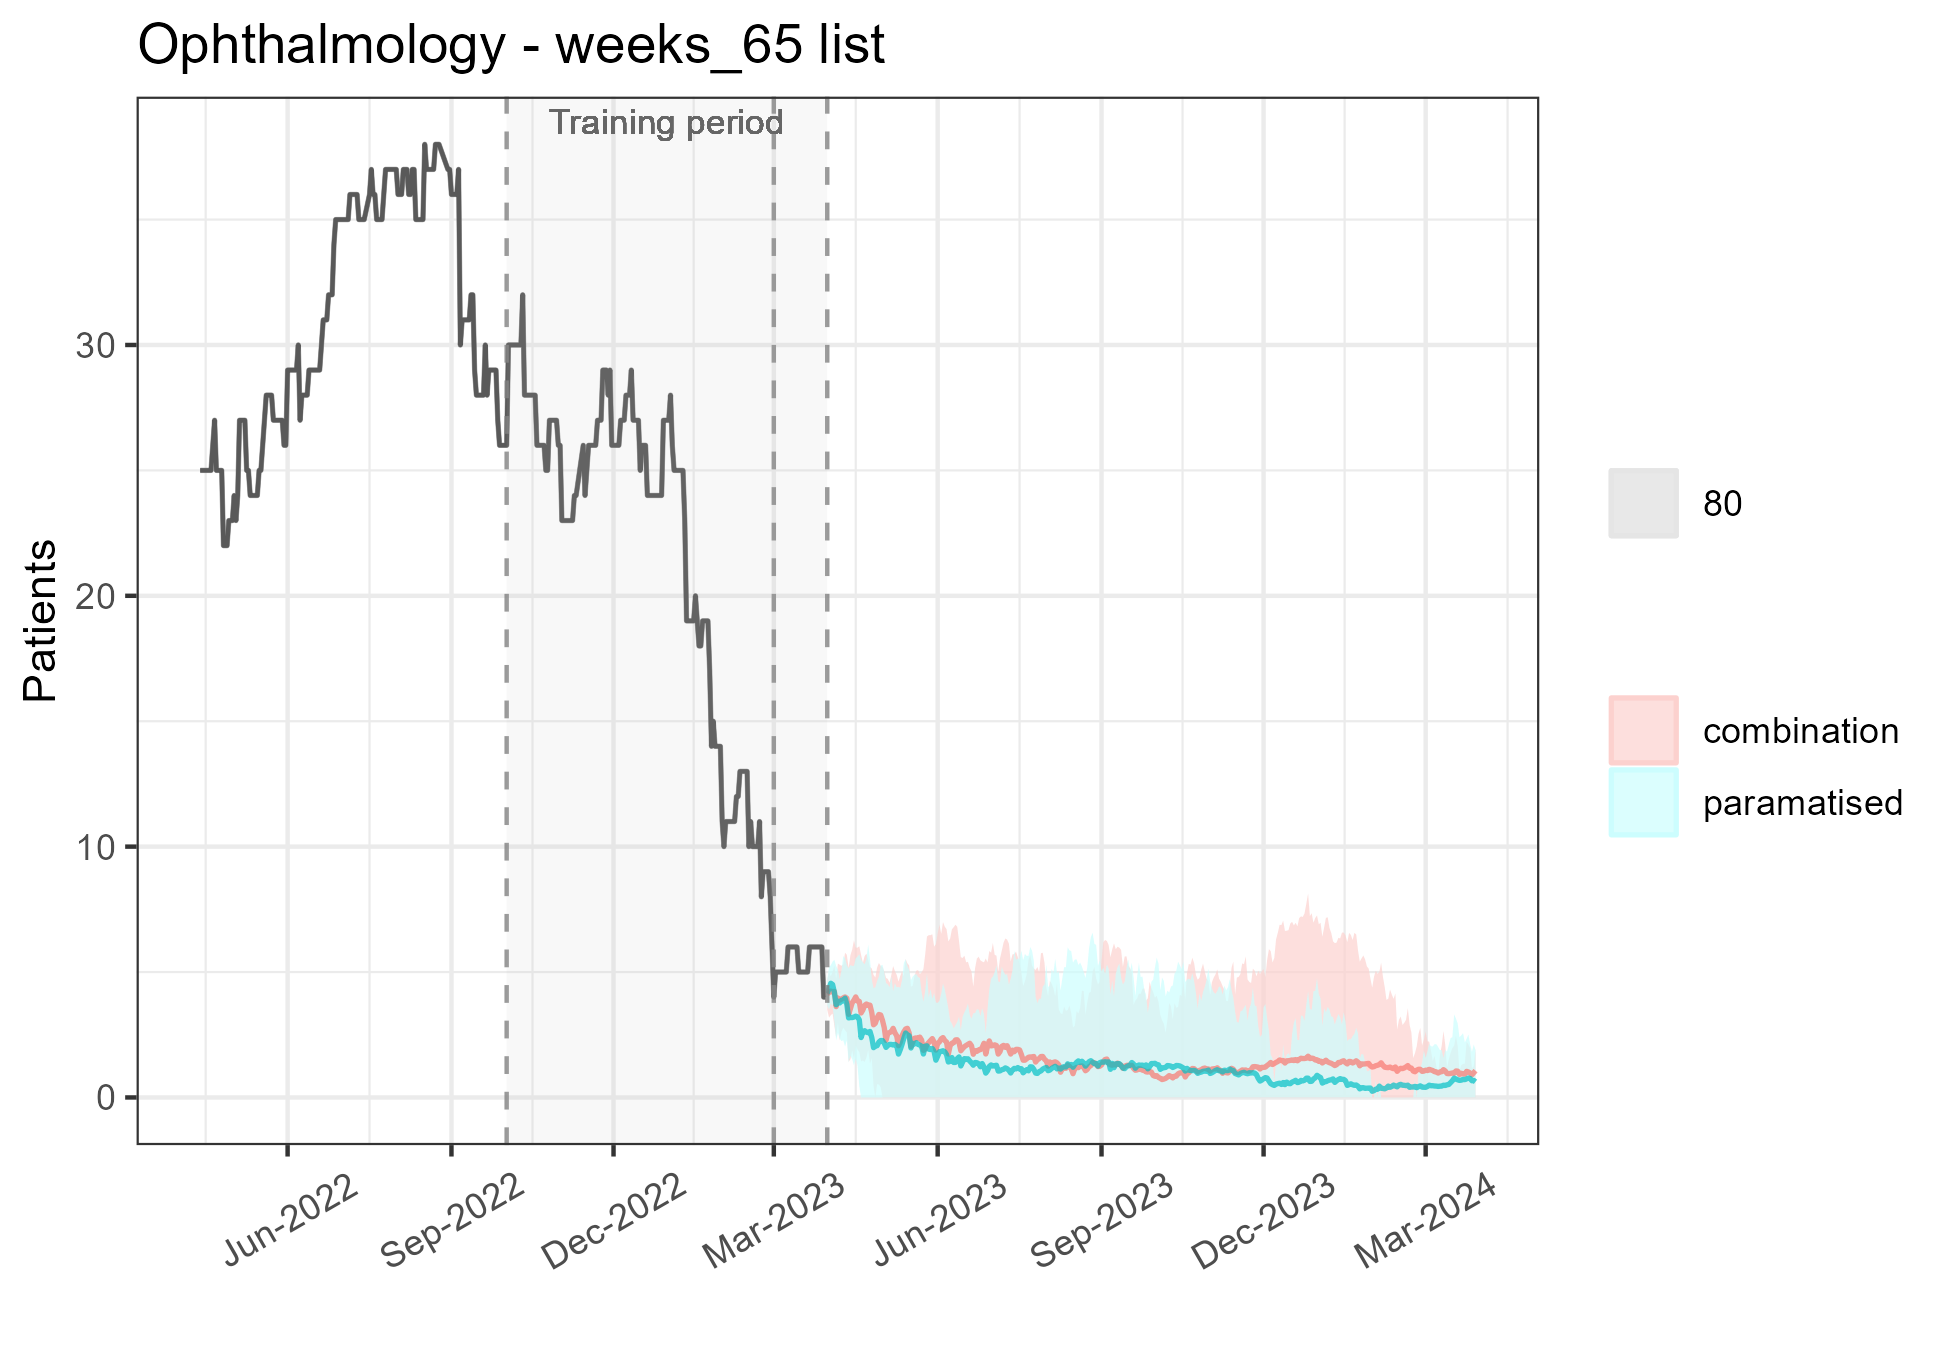 Ophthalmology - weeks_65 list
Training period
Patients
30
20
10
0
Jun-2022
Sep-2022
Dec-2022
Mar-2023
Jun-2023
Sep-2023
Dec-2023
Mar-2024
80
combination
paramatised